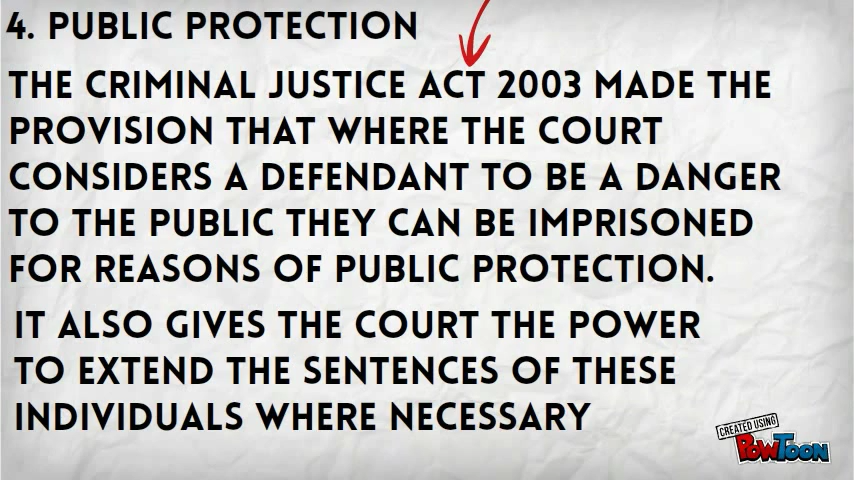 4. PUBLIC PROTECTION
THE CRIMINAL JUSTICE ACT 2003 MADE THE
PROVISION THAT WHERE THE COURT
CONSIDERS A DEFENDANT TO BE A DANGER
TO THE PUBLIC THEY CAN BE IMPRISONED
FOR REASONS OF PUBLIC PROTECTION.
IT ALSO GIVES THE COURT THE POWER
TO EXTEND THE SENTENCES OF THESE
INDIVIDUALS WHERE NECESSARY
CREATED USING
POWTOON